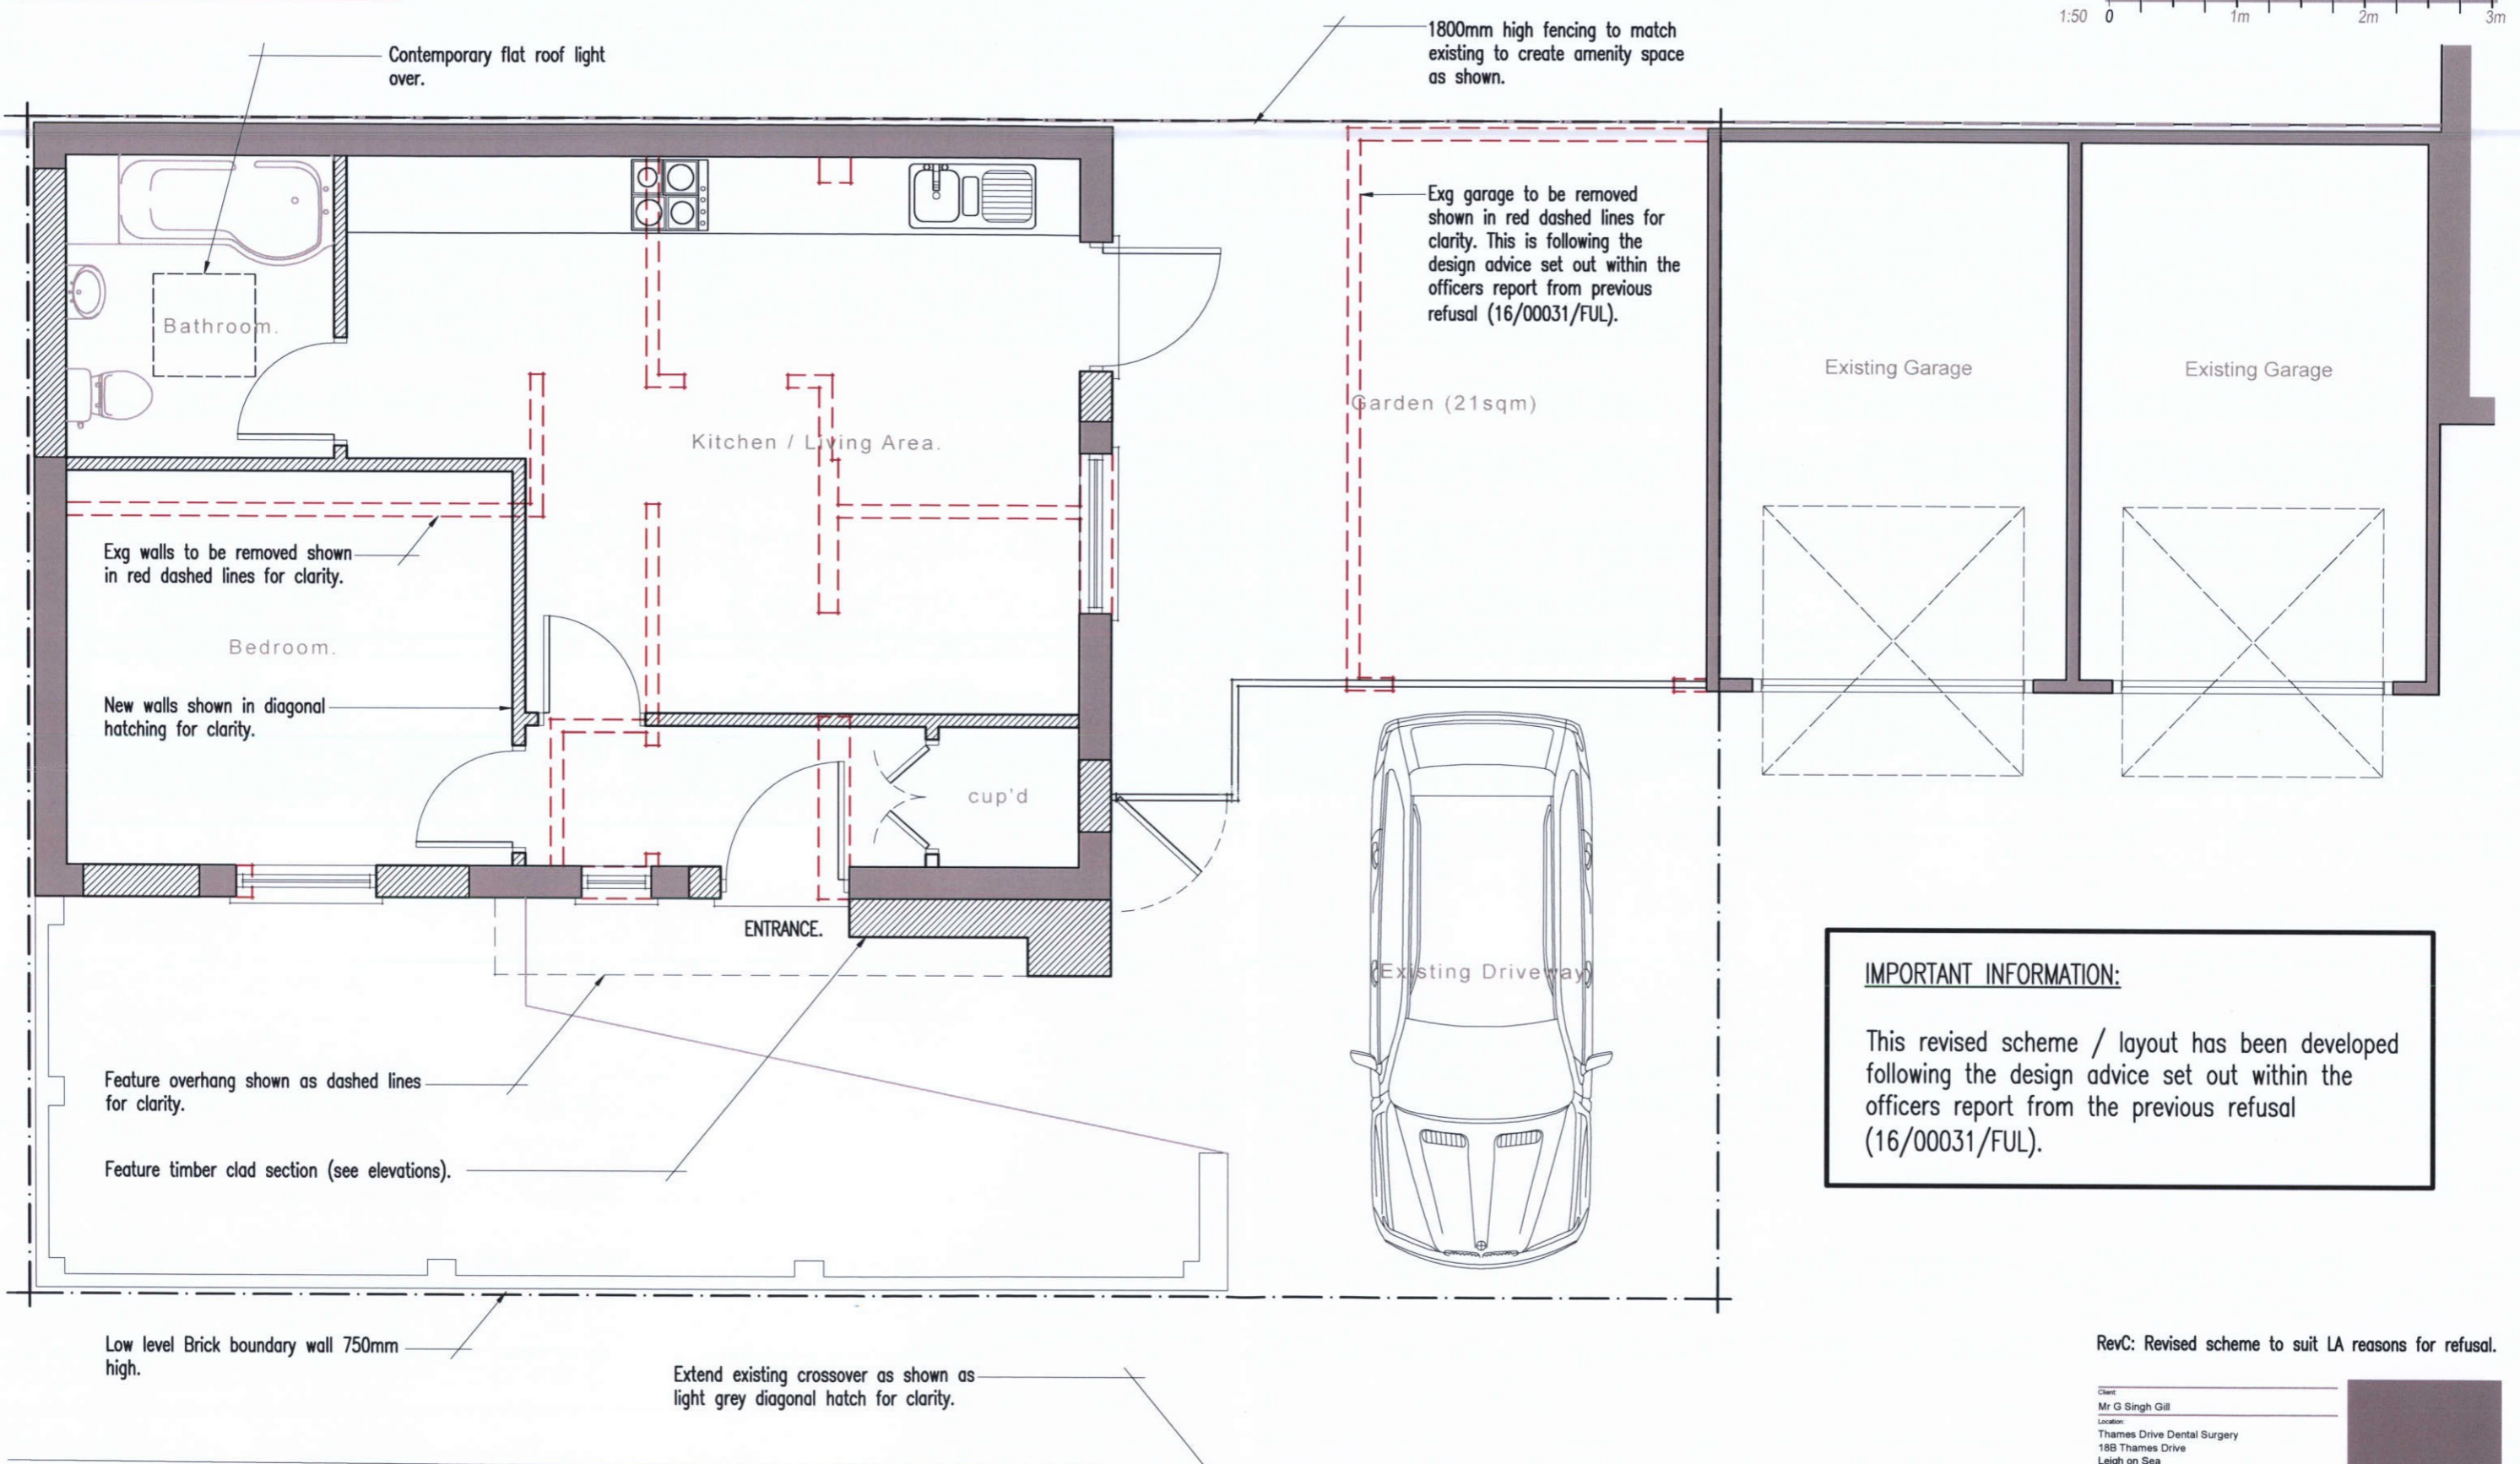 1:50 0 1m 2m 3m
Contemporary flat roof light
over.
1800mm high fencing to match
existing to create amenity space
as shown.
Exg garage to be removed
shown in red dashed lines for
clarity. This is following the
design advice set out within the
officers report from previous
refusal (16/00031/FUL).
Bathroom.
Existing Garage
Existing Garage
Garden (21sqm)
Kitchen / Living Area.
Exg walls to be removed shown
in red dashed lines for clarity.
Bedroom.
New walls shown in diagonal
hatching for clarity.
cup'd
ENTRANCE.
Existing Driveway
IMPORTANT INFORMATION:
This revised scheme / layout has been developed
following the design advice set out within the
officers report from the previous refusal
(16/00031/FUL).
Feature overhang shown as dashed lines
for clarity.
Feature timber clad section (see elevations).
Low level Brick boundary wall 750mm
high.
Extend existing crossover as shown as
light grey diagonal hatch for clarity.
RevC: Revised scheme to suit LA reasons for refusal.
Client
Mr G Singh Gill
Location:
Thames Drive Dental Surgery
18B Thames Drive
Leigh on Sea